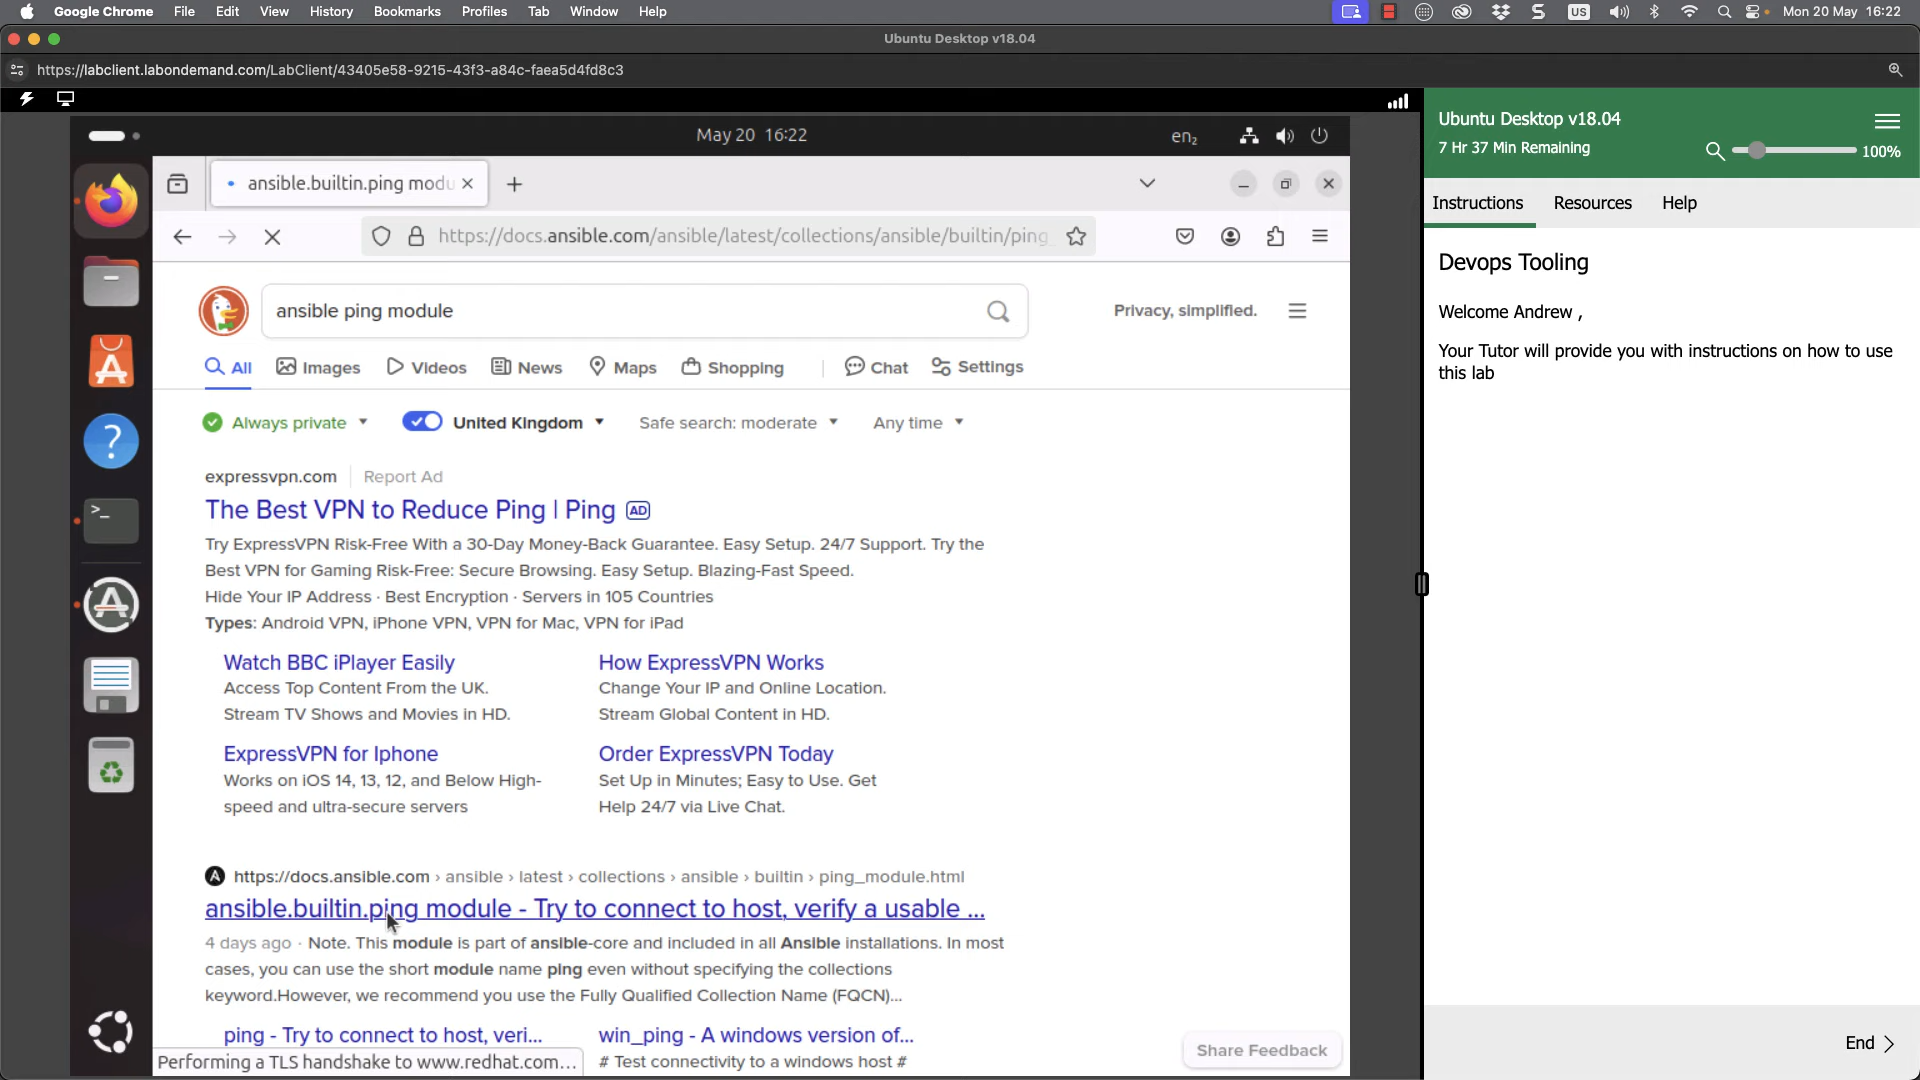 Google Chrome File Edit View History Bookmarks Profiles Tab Window Help US Mon 20 May 16:22
Ubuntu Desktop v18.04
https://labclient.labondemand.com/LabClient/43405e58-9215-43f3-a84c-faea5d4fd8c3
May 20 16:22 en₂
ansible.builtin.ping modu
https://docs.ansible.com/ansible/latest/collections/ansible/builtin/ping
ansible ping module
Privacy, simplified.
All Images Videos News Maps Shopping Chat Settings
Always private United Kingdom Safe search: moderate Any time
expressvpn.com Report Ad
The Best VPN to Reduce Ping | Ping AD
Try ExpressVPN Risk-Free With a 30-Day Money-Back Guarantee. Easy Setup. 24/7 Support. Try the
Best VPN for Gaming Risk-Free: Secure Browsing. Easy Setup. Blazing-Fast Speed.
Hide Your IP Address · Best Encryption · Servers in 105 Countries
Types: Android VPN, iPhone VPN, VPN for Mac, VPN for iPad
Watch BBC iPlayer Easily
Access Top Content From the UK.
Stream TV Shows and Movies in HD.
How ExpressVPN Works
Change Your IP and Online Location.
Stream Global Content in HD.
ExpressVPN for Iphone
Works on iOS 14, 13, 12, and Below High-
speed and ultra-secure servers
Order ExpressVPN Today
Set Up in Minutes; Easy to Use. Get
Help 24/7 via Live Chat.
https://docs.ansible.com › ansible › latest › collections › ansible › builtin › ping_module.html
ansible.builtin.ping module - Try to connect to host, verify a usable ...
4 days ago · Note. This module is part of ansible-core and included in all Ansible installations. In most
cases, you can use the short module name ping even without specifying the collections
keyword.However, we recommend you use the Fully Qualified Collection Name (FQCN)...
ping - Try to connect to host, veri...
win_ping - A windows version of...
# Test connectivity to a windows host #
Performing a TLS handshake to www.redhat.com...
Share Feedback
Ubuntu Desktop v18.04
7 Hr 37 Min Remaining
100%
Instructions Resources Help
Devops Tooling
Welcome Andrew ,
Your Tutor will provide you with instructions on how to use
this lab
End